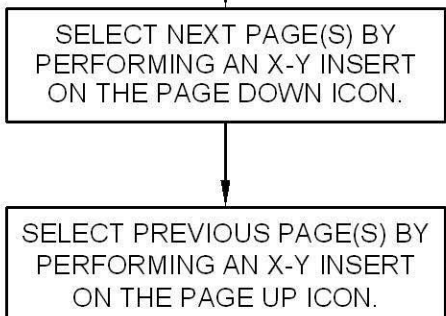 SELECT NEXT PAGE(S) BY
PERFORMING AN X-Y INSERT
ON THE PAGE DOWN ICON.
SELECT PREVIOUS PAGE(S) BY
PERFORMING AN X-Y INSERT
ON THE PAGE UP ICON.